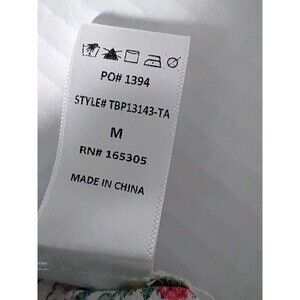 PO# 1394
STYLE# TBP13143-TA
M
RN# 165305
MADE IN CHINA